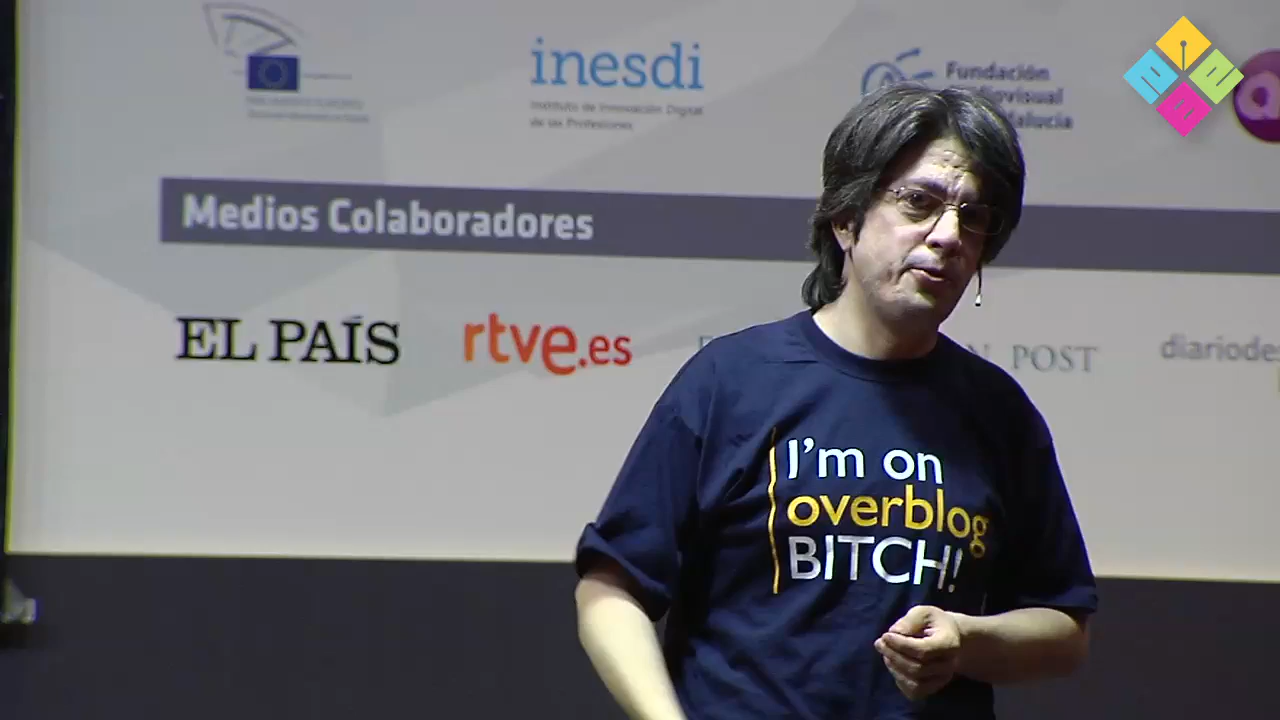 inesdi
Instituto de Innovación Digital
de las Profesiones
Fundación
Medios Colaboradores
EL PAÍS
rtve.es
POST
diariode
I'm on
overblog
BITCH!